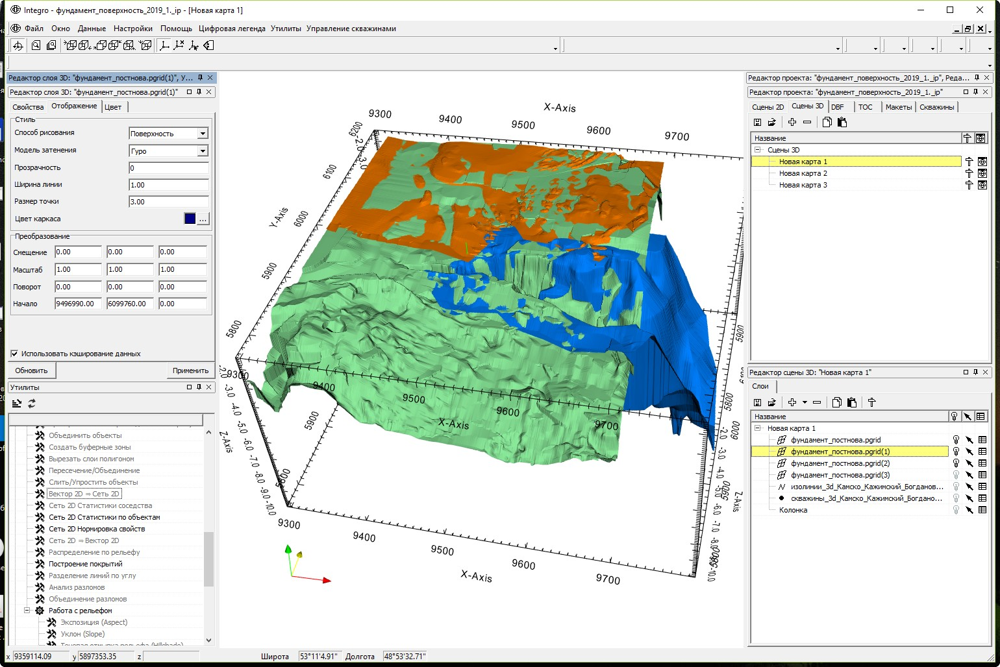 Integro - фундамент_поверхность_2019_1._ip - [Новая карта 1]
Файл Окно Данные Настройки Помощь Цифровая легенда Утилиты Управление скважинами
Редактор слоя 3D: "фундамент_постнова.pgrid(1)", У...
Редактор слоя 3D: "фундамент_постнова.pgrid(1)"
Свойства Отображение Цвет
Стиль
Способ рисования Поверхность
Модель затенения Гуро
Прозрачность 0
Ширина линии 1.00
Размер точки 3.00
Цвет каркаса ...
Преобразование
Смещение 0.00 0.00 0.00
Масштаб 1.00 1.00 1.00
Поворот 0.00 0.00 0.00
Начало 9496990.00 6099760.00 0.00
Использовать кэширование данных
Обновить Применить
Утилиты
Объединить объекты
Создать буферные зоны
Вырезать слои полигоном
Пересечение/Объединение
Слить/Упростить объекты
Вектор 2D ⇒ Сеть 2D
Сеть 2D Статистики соседства
Сеть 2D Статистики по объектам
Сеть 2D Нормировка свойств
Сеть 2D ⇒ Вектор 2D
Распределение по рельефу
Построение покрытий
Разделение линий по углу
Анализ разломов
Объединение разломов
Работа с рельефом
Экспозиция (Aspect)
Уклон (Slope)
Теневая отмывка рельефа (Hillshade)
X-Axis
9300 9400 9500 9600 9700
6200
6100
6000
5900
5800
Y-Axis
-2.0
-3.0
9300 9400 9500 9600 9700
X-Axis
5900
5800
-2.0
-3.0
-4.0
-5.0
-6.0
-7.0
-8.0
-9.0
-10.0
Z-Axis
9300 9400 9500 9600 9700
X-Axis
5900
5800
6000
-2.0
-3.0
-4.0
-5.0
-6.0
-7.0
-8.0
-10.0
Z-Axis
Редактор проекта: "фундамент_поверхность_2019_1._ip", Реда...
Редактор проекта: "фундамент_поверхность_2019_1._ip"
Сцены 2D Сцены 3D DBF TOC Макеты Скважины
Название
Сцены 3D
Новая карта 1
Новая карта 2
Новая карта 3
Редактор сцены 3D: "Новая карта 1"
Слои
Название
Новая карта 1
фундамент_постнова.pgrid
фундамент_постнова.pgrid(1)
фундамент_постнова.pgrid(2)
фундамент_постнова.pgrid(3)
изолинии_3d_Камско_Кажимский_Богданов...
скважины_3d_Камско_Кажимский_Богдано...
Колонка
x 9359114.09 y 5897353.35 z Широта 53°11'4.91" Долгота 48°53'32.71"